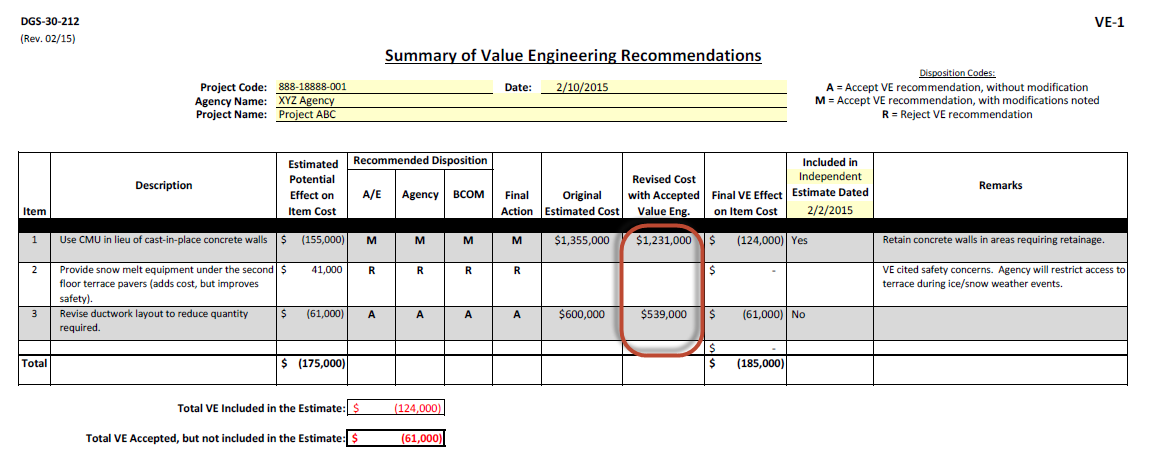 DGS-30-212
VE-1
(Rev. 02/15)
Summary of Value Engineering Recommendations
Disposition Codes:
Project Code: 888-18888-001 Date: 2/10/2015
A = Accept VE recommendation, without modification
Agency Name: XYZ Agency
M = Accept VE recommendation, with modifications noted
Project Name: Project ABC
R = Reject VE recommendation
Item
Description
Estimated
Potential
Effect on
Item Cost
Recommended Disposition
A/E Agency BCOM
Final
Action
Original
Estimated Cost
Revised Cost
with Accepted
Value Eng.
Final VE Effect
on Item Cost
Included in
Independent
Estimate Dated
2/2/2015
Remarks
1 Use CMU in lieu of cast-in-place concrete walls $ (155,000) M M M M $1,355,000 $1,231,000 $ (124,000) Yes Retain concrete walls in areas requiring retainage.
2 Provide snow melt equipment under the second $ 41,000 R R R R $ - VE cited safety concerns. Agency will restrict access to
floor terrace pavers (adds cost, but improves terrace during ice/snow weather events.
safety).
3 Revise ductwork layout to reduce quantity $ (61,000) A A A A $600,000 $539,000 $ (61,000) No
required.
$ -
Total $ (175,000) $ (185,000)
Total VE Included in the Estimate: $ (124,000)
Total VE Accepted, but not included in the Estimate: $ (61,000)